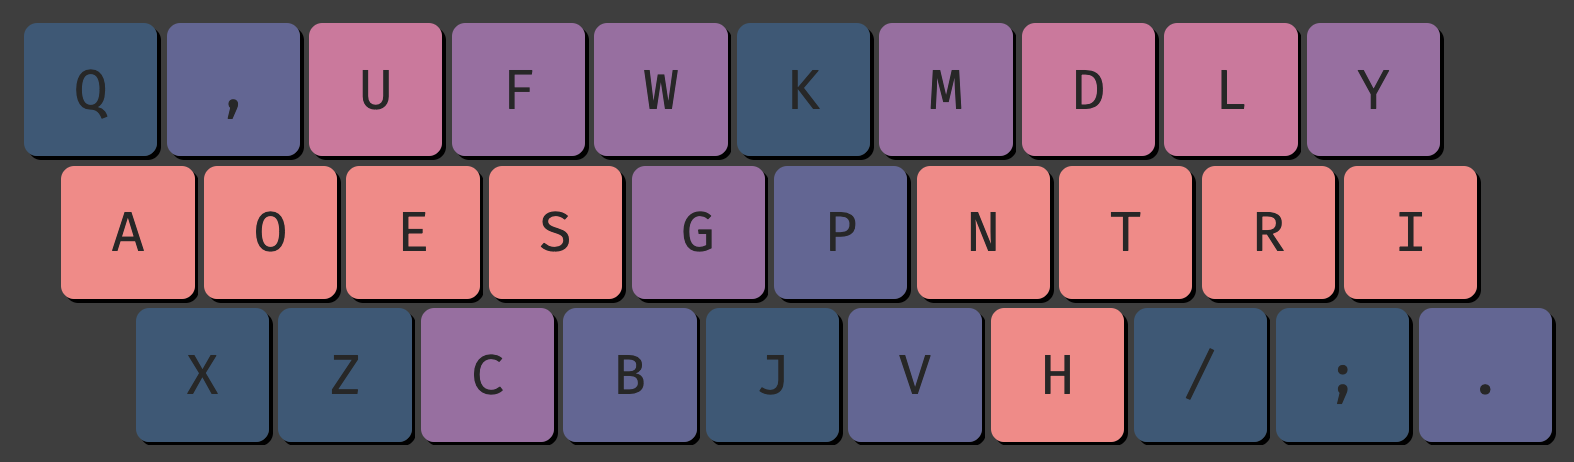 Q , U F W K M D L Y
A O E S G P N T R I
X Z C B J V H / ; .